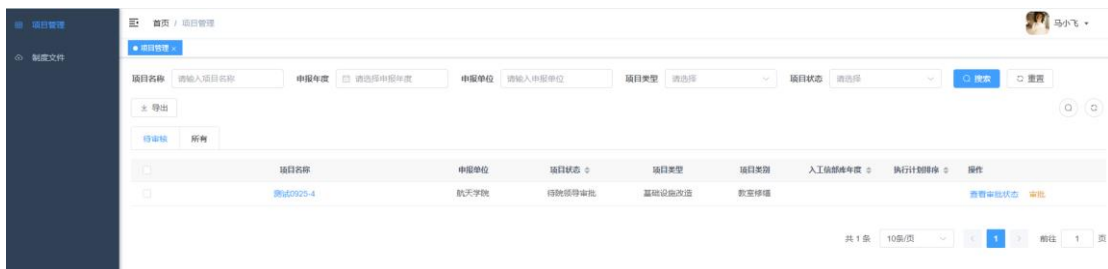 项目管理
制度文件
首页 / 项目管理
马小飞
项目管理 ×
项目名称 请输入项目名称 申报年度 请选择申报年度 申报单位 请输入申报单位 项目类型 请选择 项目状态 请选择 搜索 重置
导出
待审核 所有
项目名称 申报单位 项目状态 项目类型 项目类别 入工信部库年度 执行计划排序 操作
测试0925-4 航天学院 待院领导审批 基础设施改造 教室修缮 查看审批状态 审批
共 1 条 10条/页 < 1 > 前往 1 页